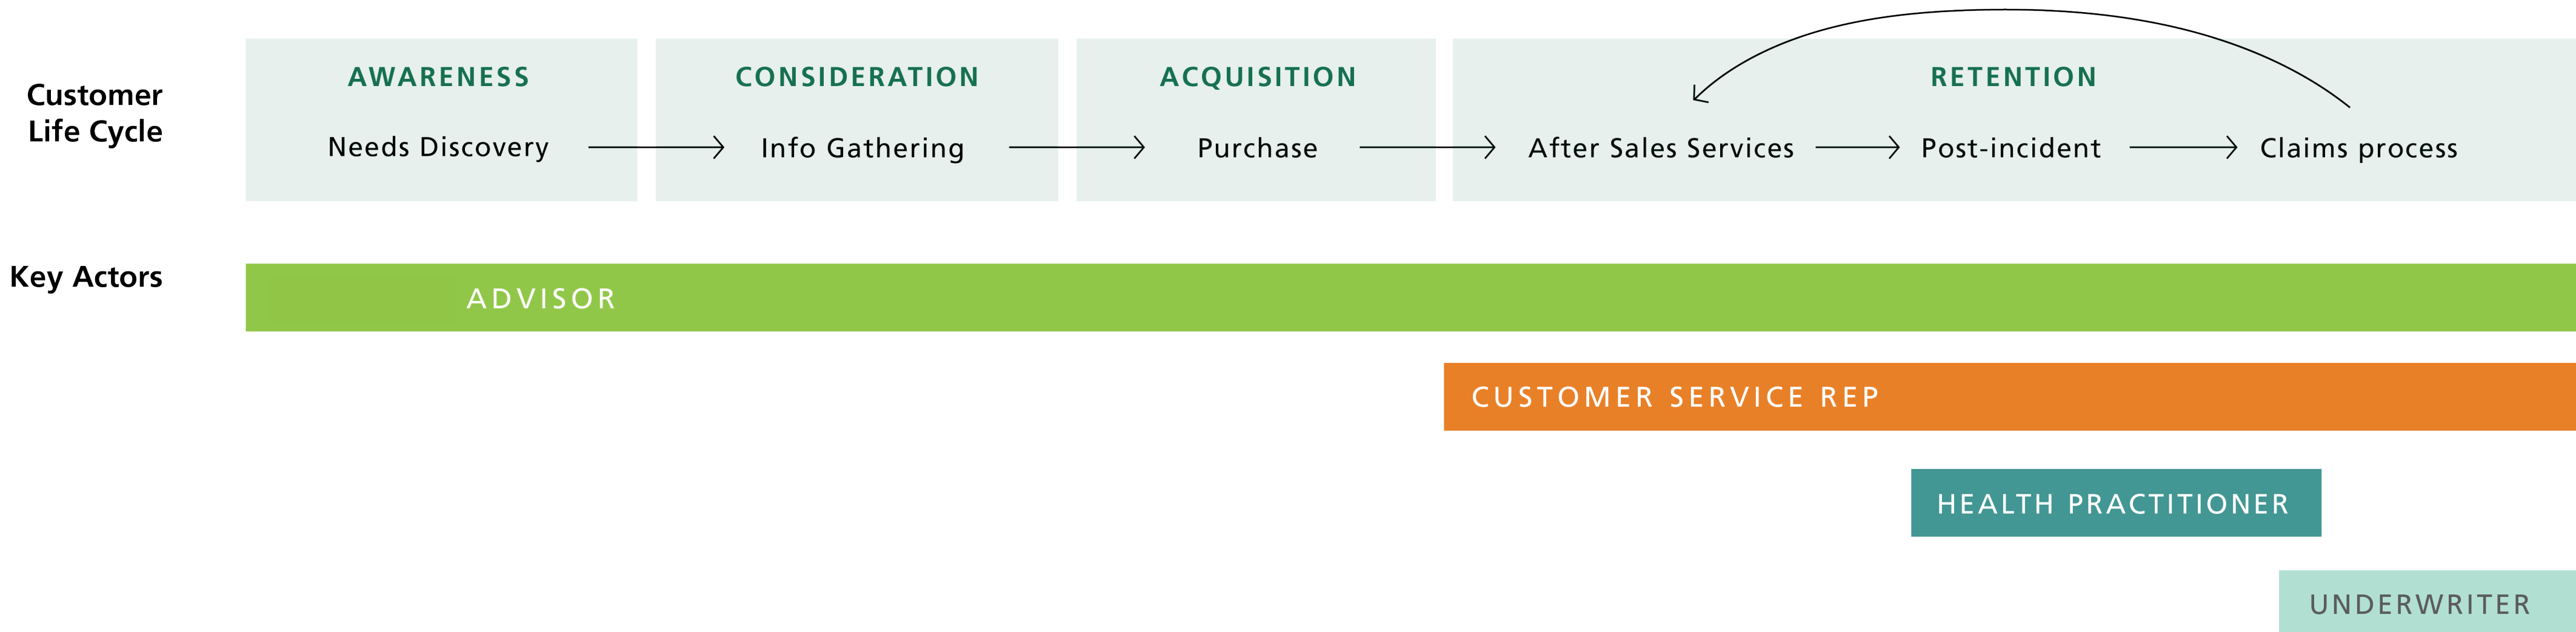 Customer
Life Cycle
AWARENESS
Needs Discovery
CONSIDERATION
Info Gathering
ACQUISITION
Purchase
RETENTION
After Sales Services
Post-incident
Claims process
Key Actors
ADVISOR
CUSTOMER SERVICE REP
HEALTH PRACTITIONER
UNDERWRITER